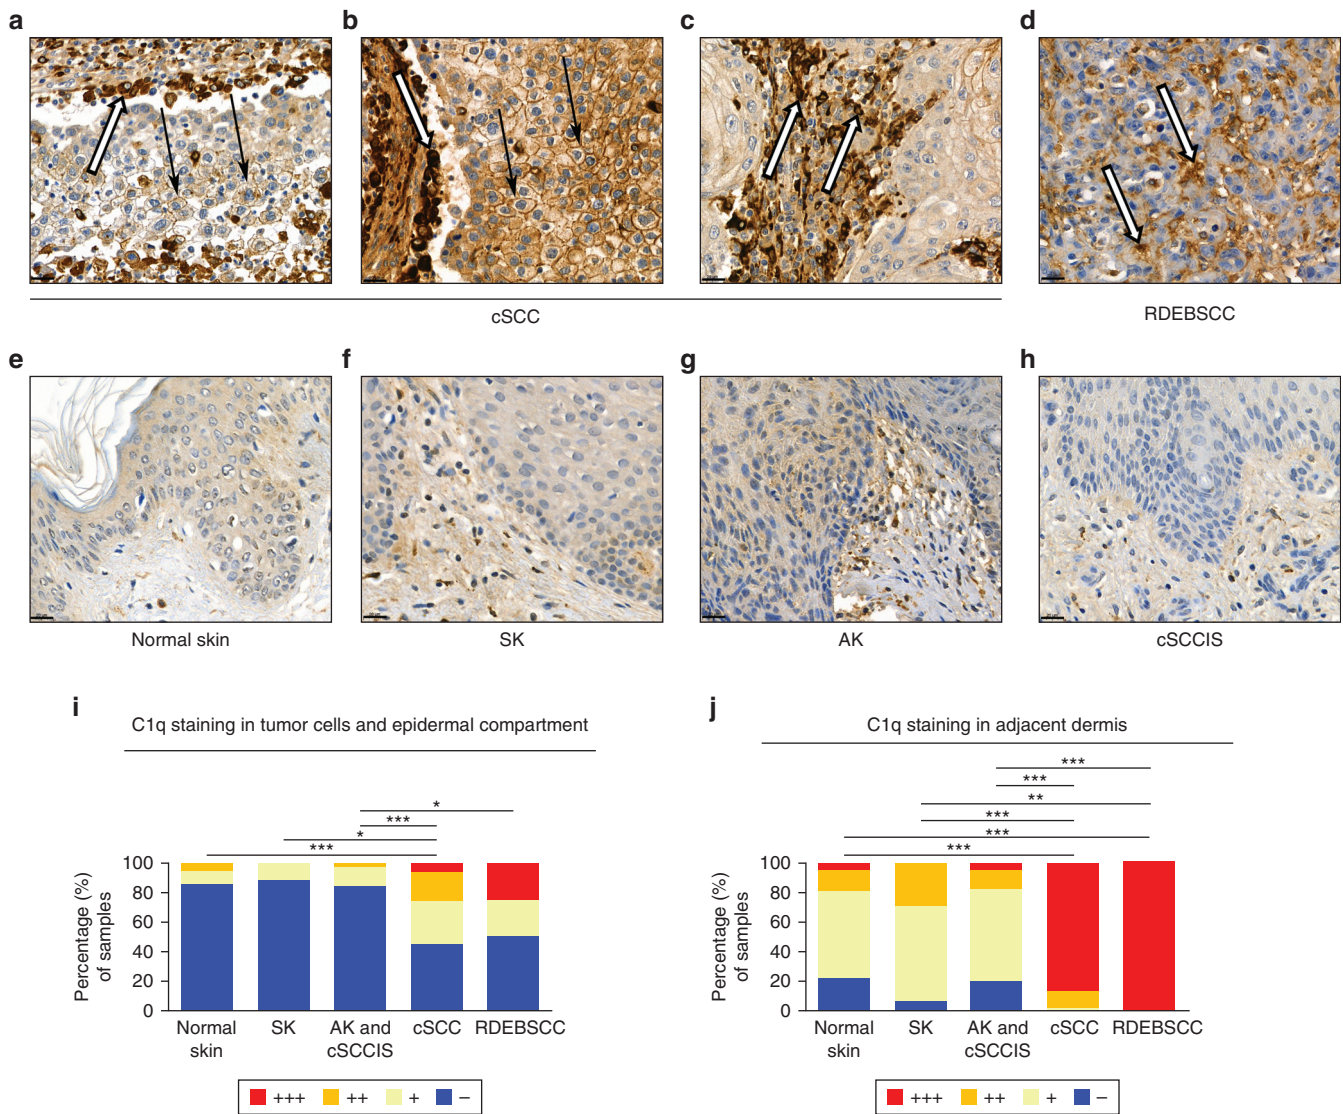 a b c d
cSCC RDEBSCC
e f g h
Normal skin SK AK cSCCIS
i
C1q staining in tumor cells and epidermal compartment
*
***
*
***
100
80
60
40
20
0
Percentage (%)
of samples
Normal
skin
SK
AK and
cSCCIS
cSCC
RDEBSCC
+++ ++ + −
j
C1q staining in adjacent dermis
***
***
**
***
***
***
100
80
60
40
20
0
Percentage (%)
of samples
Normal
skin
SK
AK and
cSCCIS
cSCC
RDEBSCC
+++ ++ + −